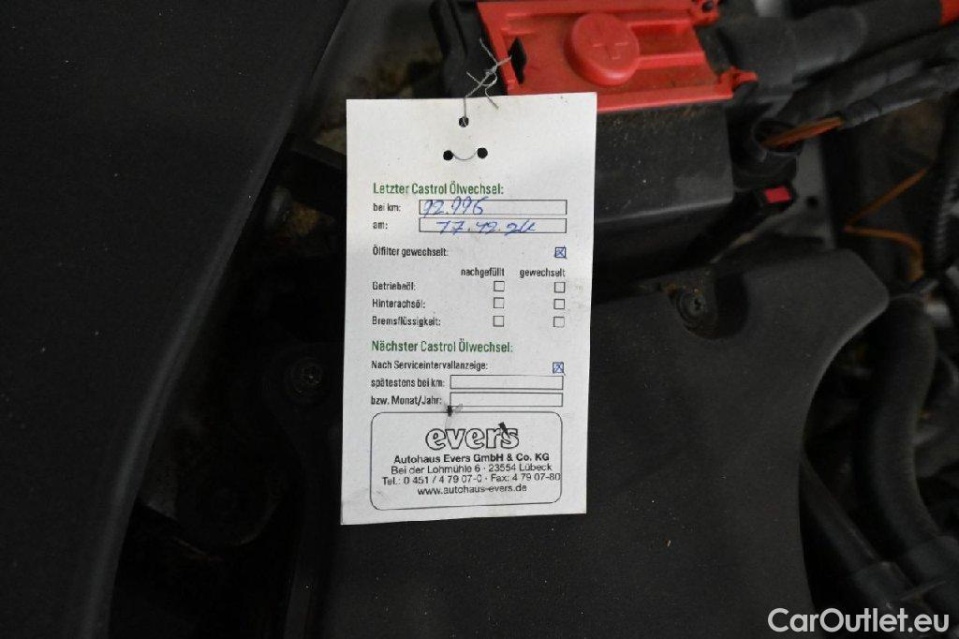 Letzter Castrol Ölwechsel:
bei km: 92.996
am: 17.12.24
Ölfilter gewechselt: ☒
nachgefüllt gewechselt
Getriebeöl: ☐ ☐
Hinterachsöl: ☐ ☐
Bremsflüssigkeit: ☐ ☐
Nächster Castrol Ölwechsel:
Nach Serviceintervallanzeige: ☒
spätestens bei km:
bzw. Monat/Jahr:
evers
Autohaus Evers GmbH & Co. KG
Bei der Lohmühle 6 · 23554 Lübeck
Tel.: 0 451 / 4 79 07-0 · Fax: 4 79 07-80
www.autohaus-evers.de
CarOutlet.eu